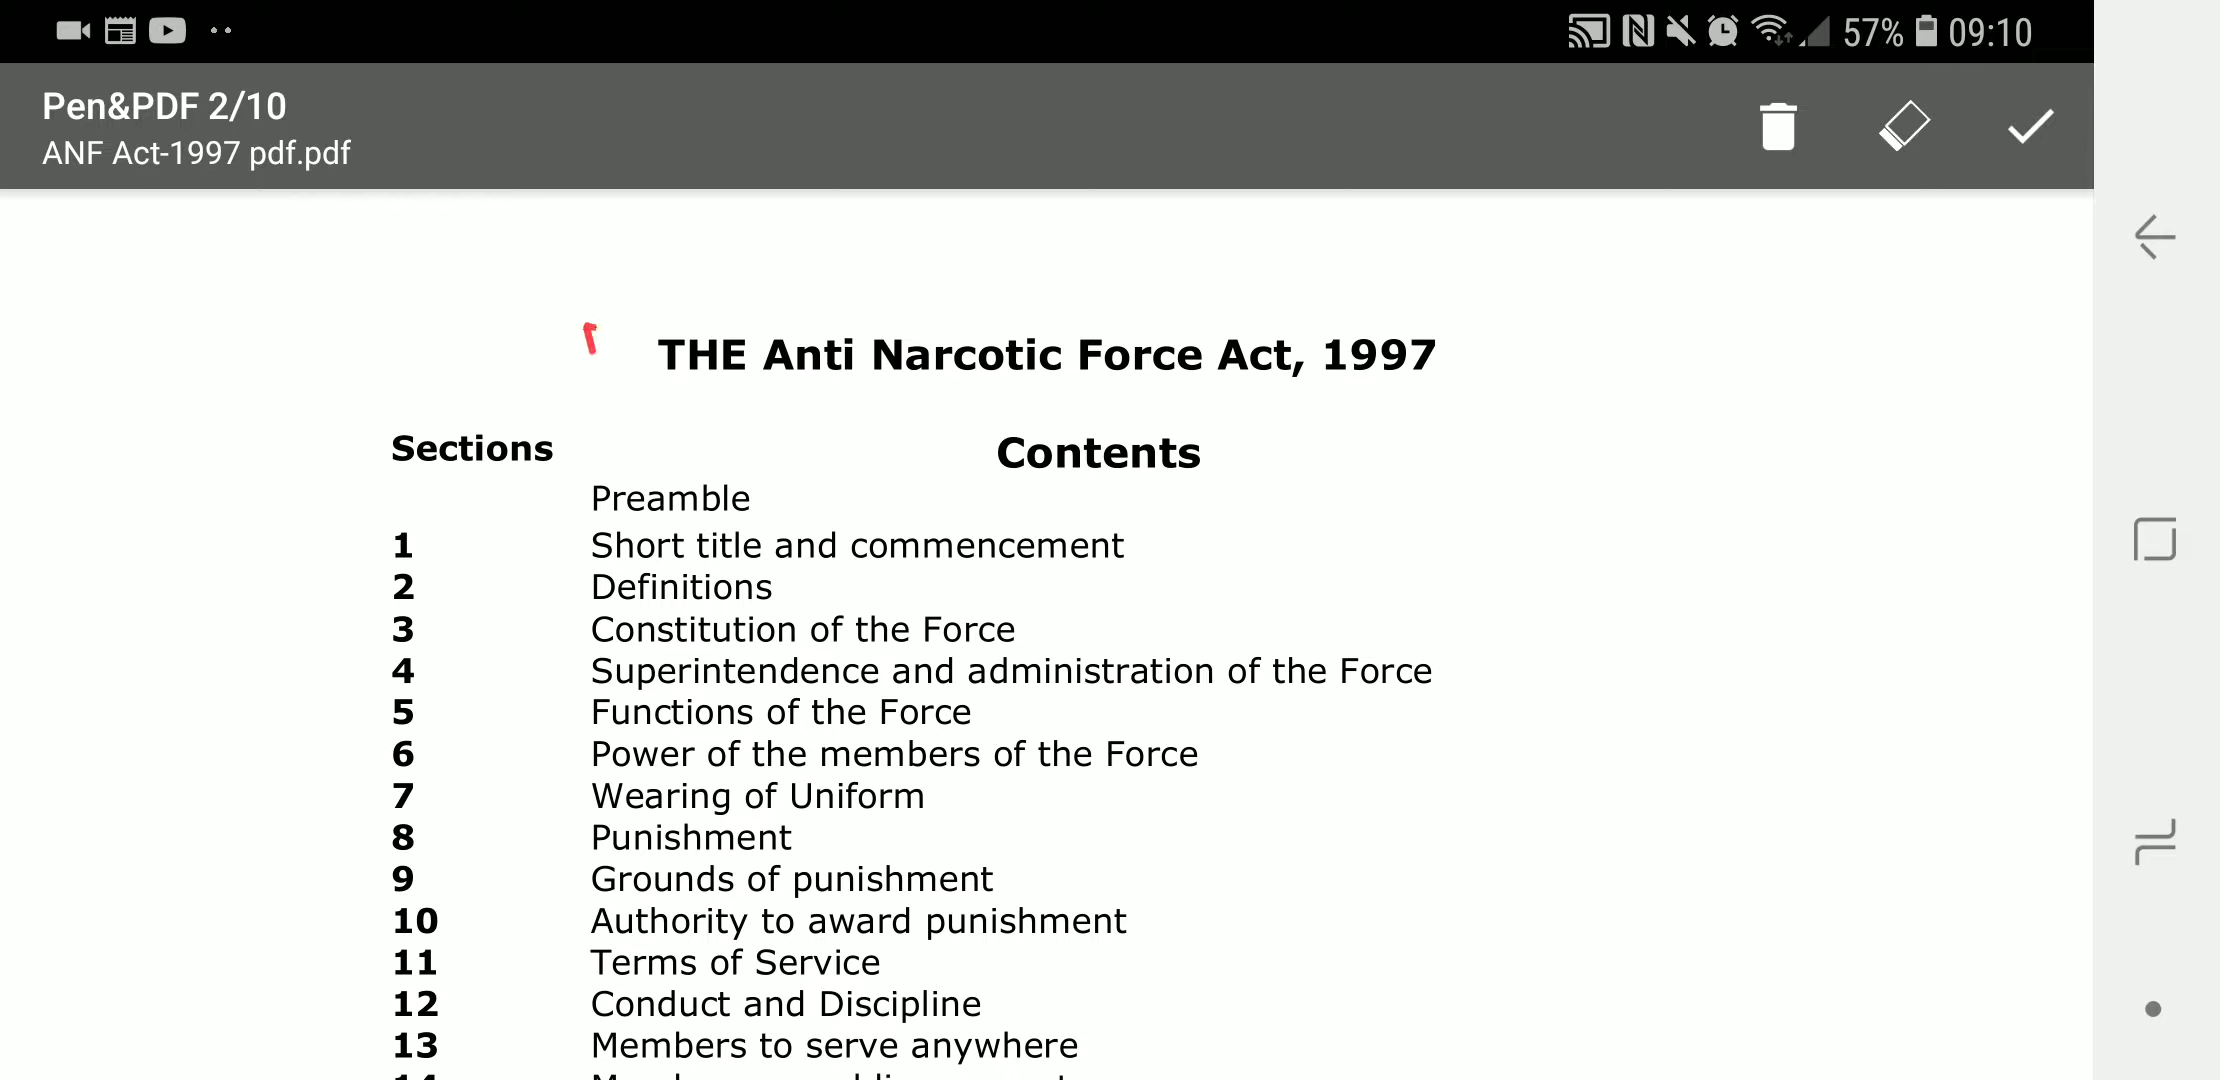 57% 09:10
Pen&PDF 2/10
ANF Act-1997 pdf.pdf
THE Anti Narcotic Force Act, 1997
Sections Contents
Preamble
1 Short title and commencement
2 Definitions
3 Constitution of the Force
4 Superintendence and administration of the Force
5 Functions of the Force
6 Power of the members of the Force
7 Wearing of Uniform
8 Punishment
9 Grounds of punishment
10 Authority to award punishment
11 Terms of Service
12 Conduct and Discipline
13 Members to serve anywhere